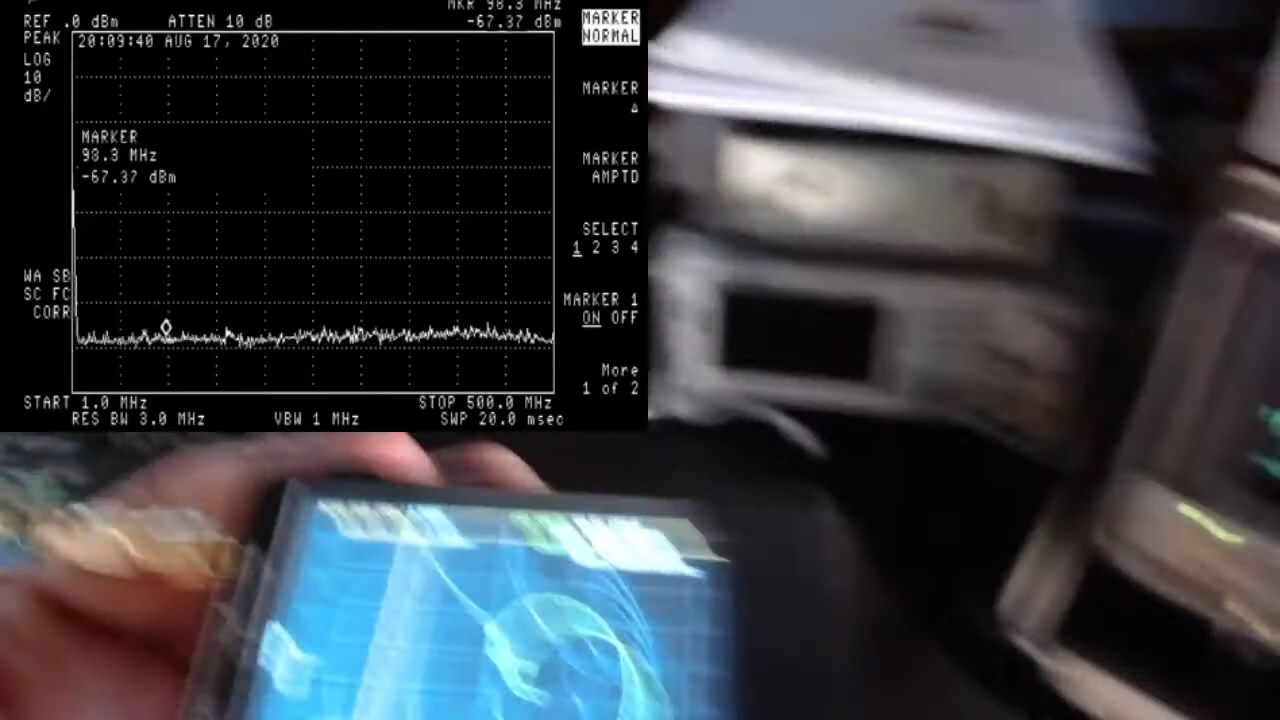 MKR 98.3 MHz
REF .0 dBm ATTEN 10 dB -67.37 dBm
PEAK
LOG
10
dB/
20:09:40 AUG 17, 2020
MARKER
98.3 MHz
-67.37 dBm
WA SB
SC FC
CORR
START 1.0 MHz STOP 500.0 MHz
RES BW 3.0 MHz VBW 1 MHz SWP 20.0 msec
MARKER
NORMAL
MARKER
Δ
MARKER
AMPTD
SELECT
1 2 3 4
MARKER 1
ON OFF
More
1 of 2